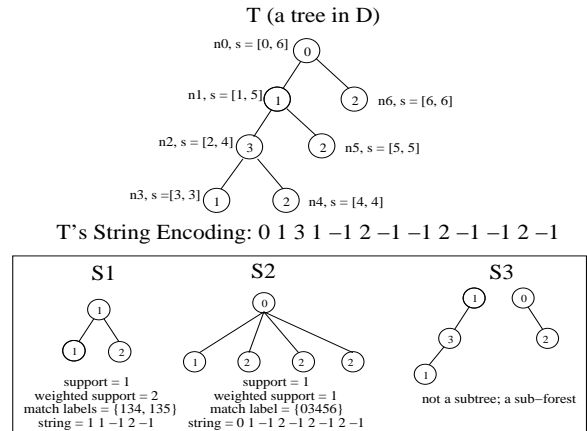 T (a tree in D)
n0, s = [0, 6]
0
n1, s = [1, 5]
1
2
n6, s = [6, 6]
n2, s = [2, 4]
3
2
n5, s = [5, 5]
n3, s =[3, 3]
1
2
n4, s = [4, 4]
T's String Encoding: 0 1 3 1 −1 2 −1 −1 2 −1 −1 2 −1
S1
1
1
2
support = 1
weighted support = 2
match labels = {134, 135}
string = 1 1 −1 2 −1
S2
0
1
2
2
2
support = 1
weighted support = 1
match label = {03456}
string = 0 1 −1 2 −1 2 −1 2 −1
S3
1
0
3
2
1
not a subtree; a sub−forest